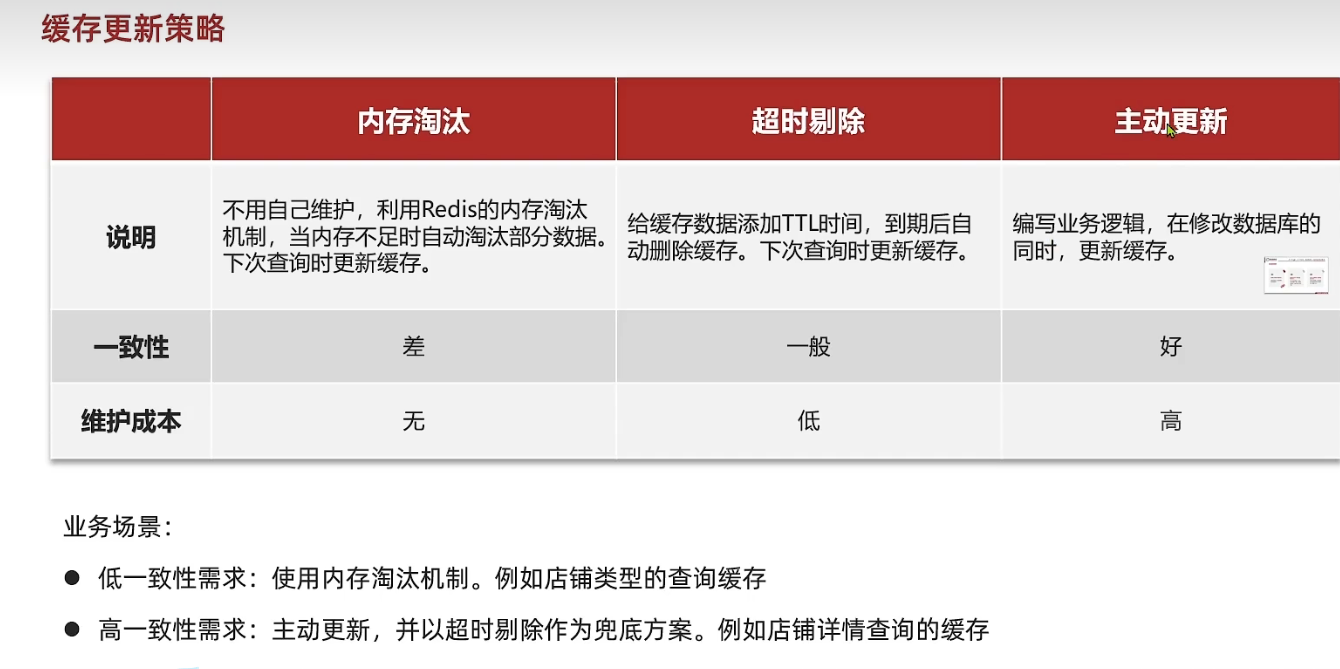 缓存更新策略
内存淘汰
超时剔除
主动更新
说明
不用自己维护，利用Redis的内存淘汰
机制，当内存不足时自动淘汰部分数据。
下次查询时更新缓存。
给缓存数据添加TTL时间，到期后自
动删除缓存。下次查询时更新缓存。
编写业务逻辑，在修改数据库的
同时，更新缓存。
一致性
差
一般
好
维护成本
无
低
高
业务场景：
● 低一致性需求：使用内存淘汰机制。例如店铺类型的查询缓存
● 高一致性需求：主动更新，并以超时剔除作为兜底方案。例如店铺详情查询的缓存